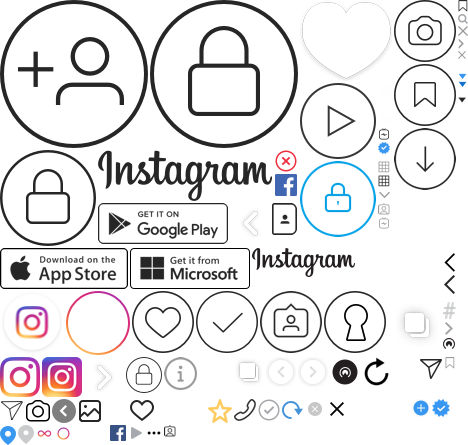 Instagram
GET IT ON
Google Play
Download on the
App Store
Get it from
Microsoft
Instagram
#